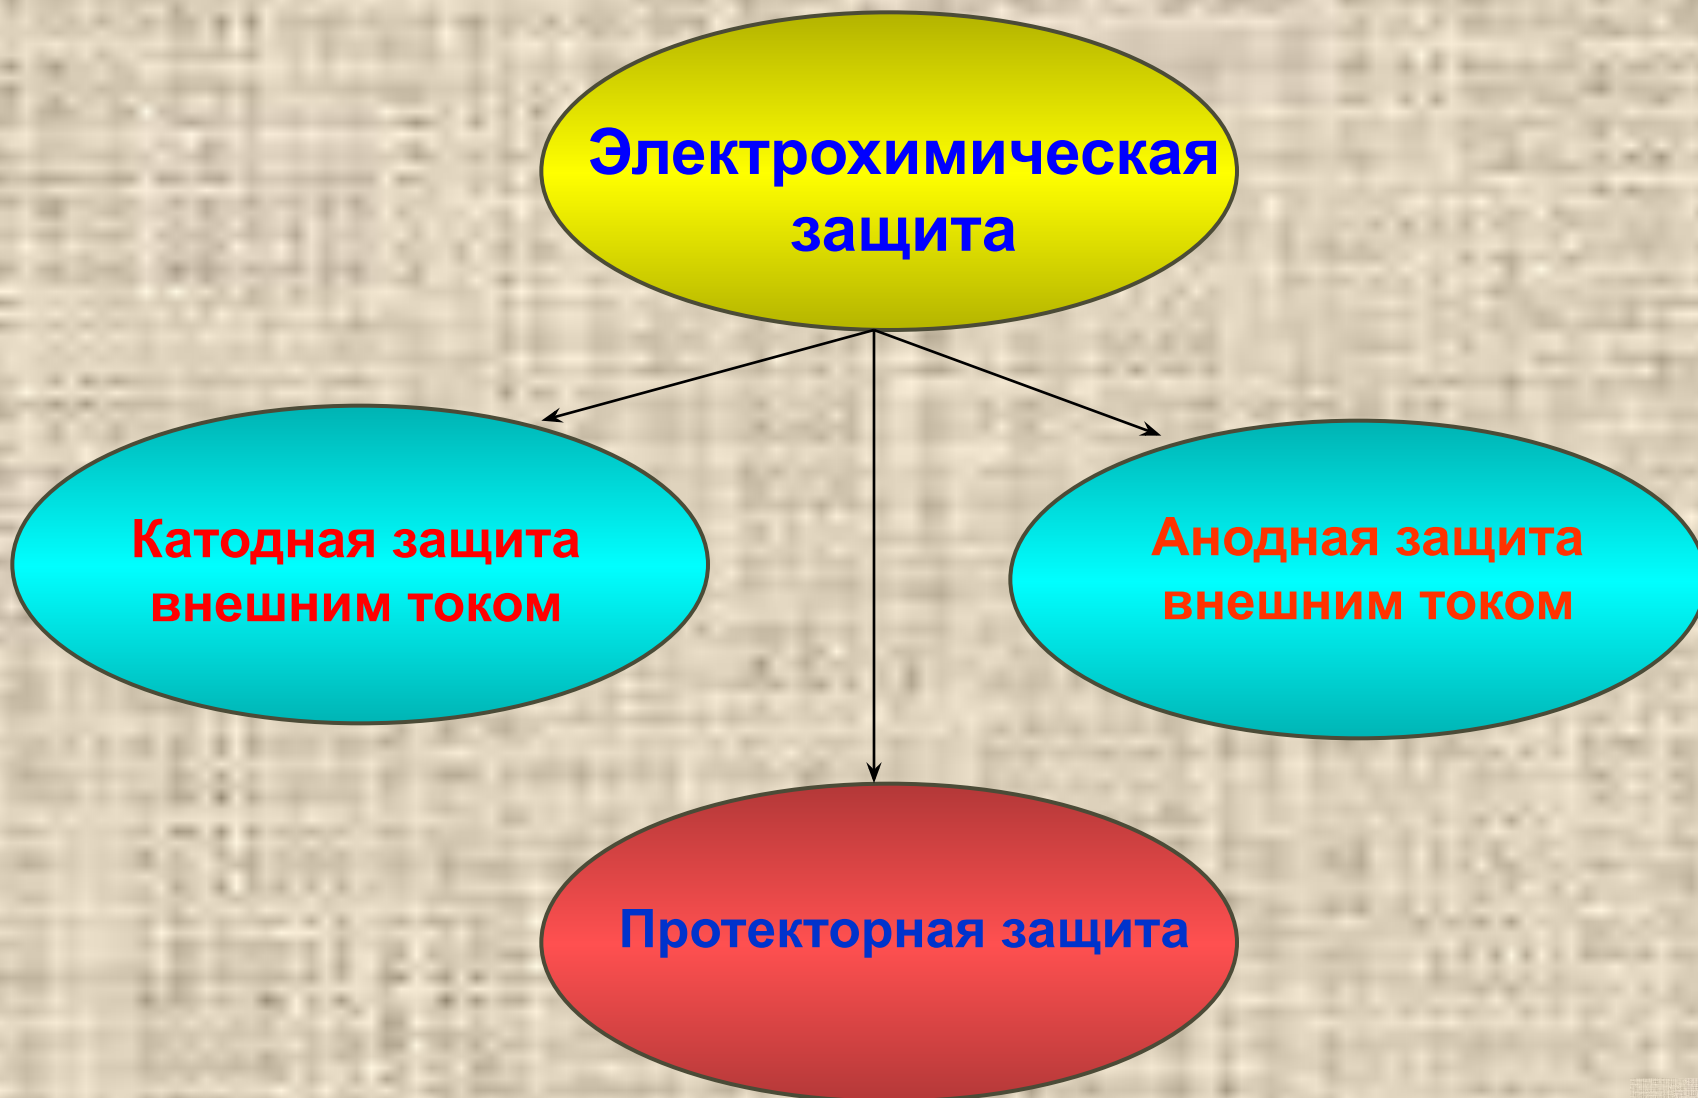 Электрохимическая
защита
Катодная защита
внешним током
Анодная защита
внешним током
Протекторная защита